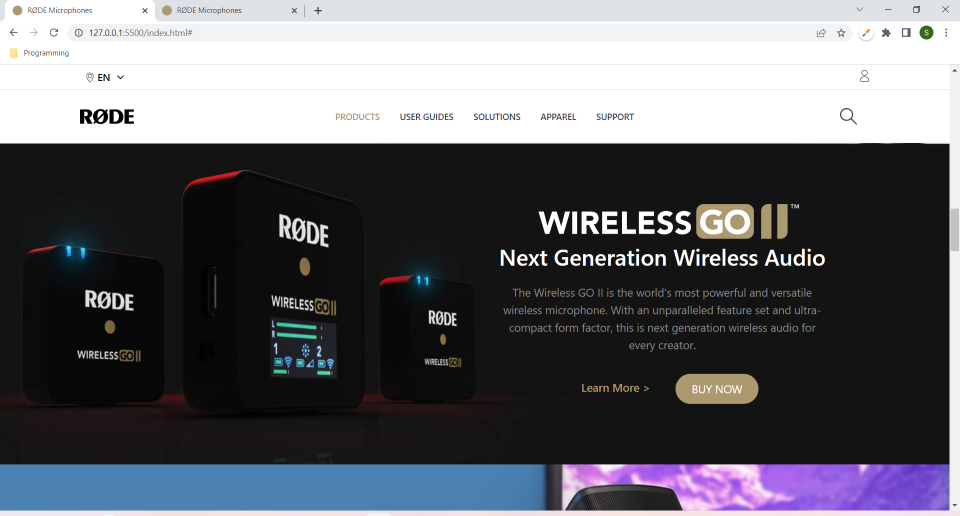 RØDE Microphones
RØDE Microphones
127.0.0.1:5500/index.html#
S
Programming
EN
RØDE
PRODUCTS
USER GUIDES
SOLUTIONS
APPAREL
SUPPORT
RØDE
WIRELESS GO II
RØDE
WIRELESS GO II
L
R
1
2
RØDE
WIRELESS GO II
WIRELESS GO II™
Next Generation Wireless Audio
The Wireless GO II is the world's most powerful and versatile
wireless microphone. With an unparalleled feature set and ultra-
compact form factor, this is next generation wireless audio for
every creator.
Learn More >
BUY NOW